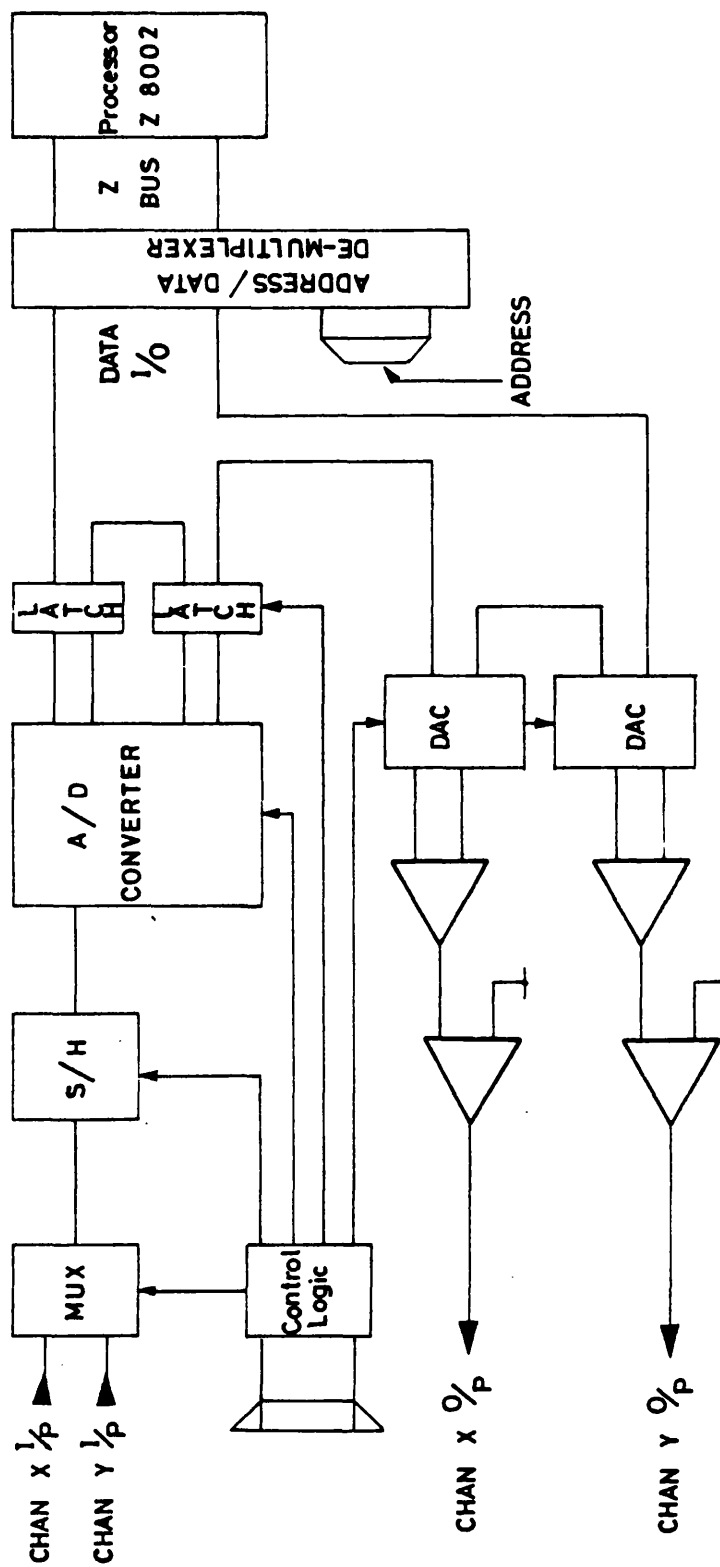 CHAN X I/P
CHAN Y I/P
MUX
S/H
A/D
CONVERTER
LATCH
LATCH
DATA
I/O
ADDRESS / DATA
DE-MULTIPLEXER
Z
BUS
Processor
Z 8002
Control
Logic
ADDRESS
DAC
DAC
CHAN X O/P
CHAN Y O/P